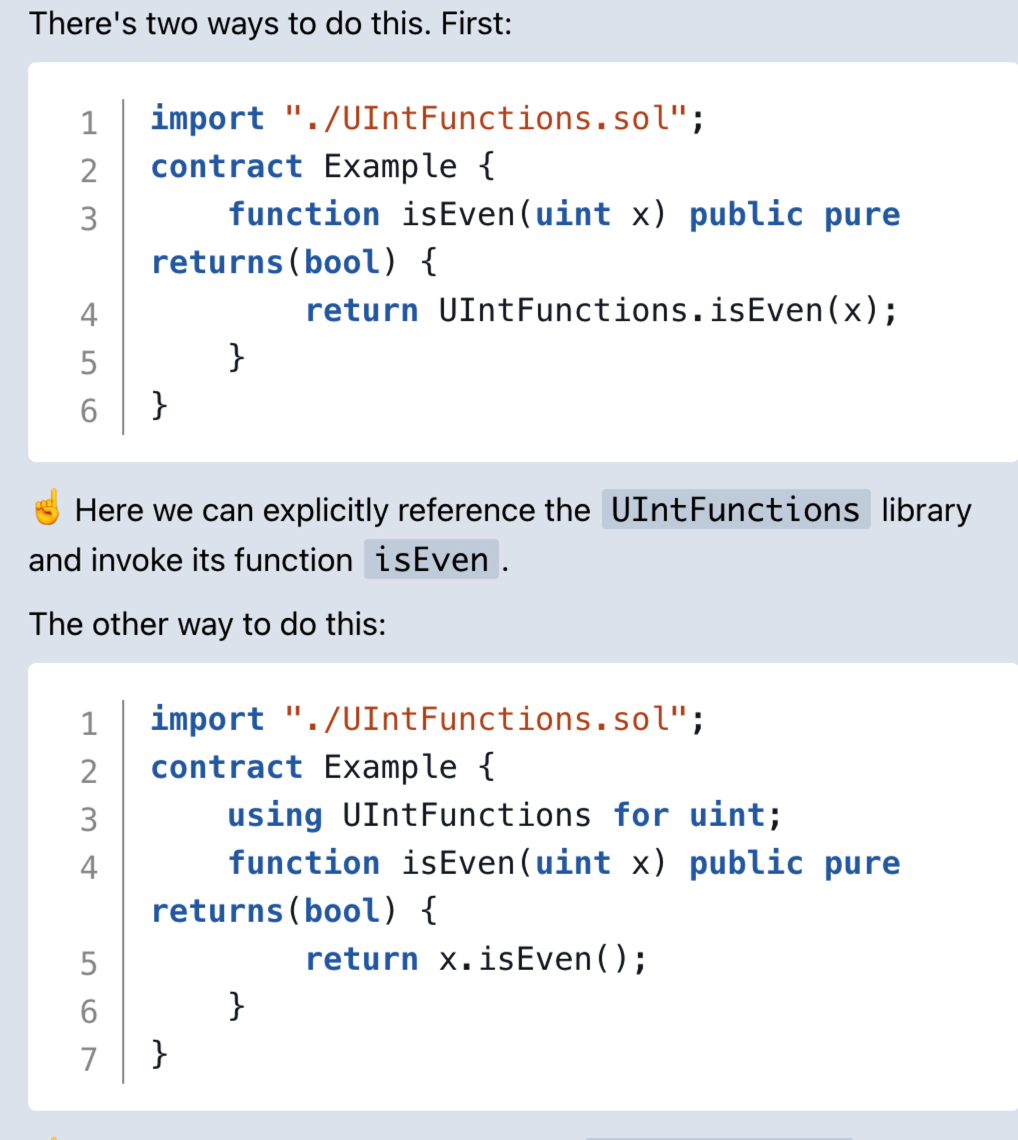 There's two ways to do this. First:
1 import "./UIntFunctions.sol";
2 contract Example {
3     function isEven(uint x) public pure
returns(bool) {
4         return UIntFunctions.isEven(x);
5     }
6 }
☝️ Here we can explicitly reference the UIntFunctions library
and invoke its function isEven .
The other way to do this:
1 import "./UIntFunctions.sol";
2 contract Example {
3     using UIntFunctions for uint;
4     function isEven(uint x) public pure
returns(bool) {
5         return x.isEven();
6     }
7 }